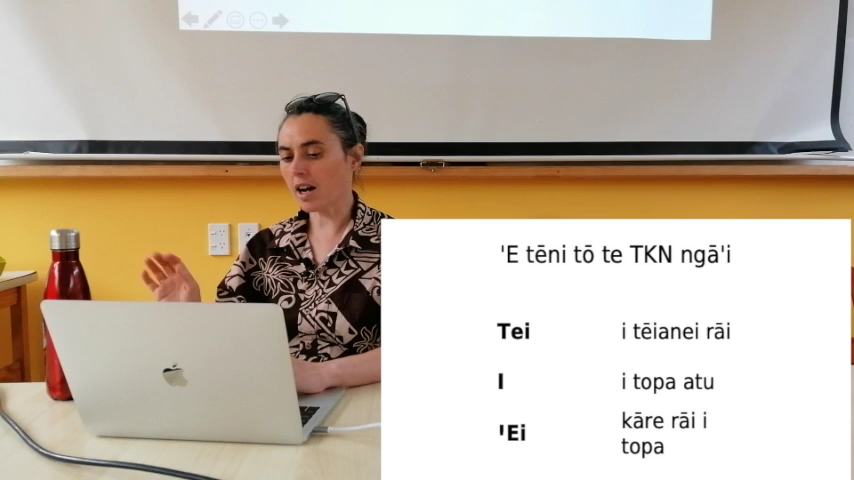 'E tēni tō te TKN ngā'i
Tei i tēianei rāi
I i topa atu
'Ei kāre rāi i
topa